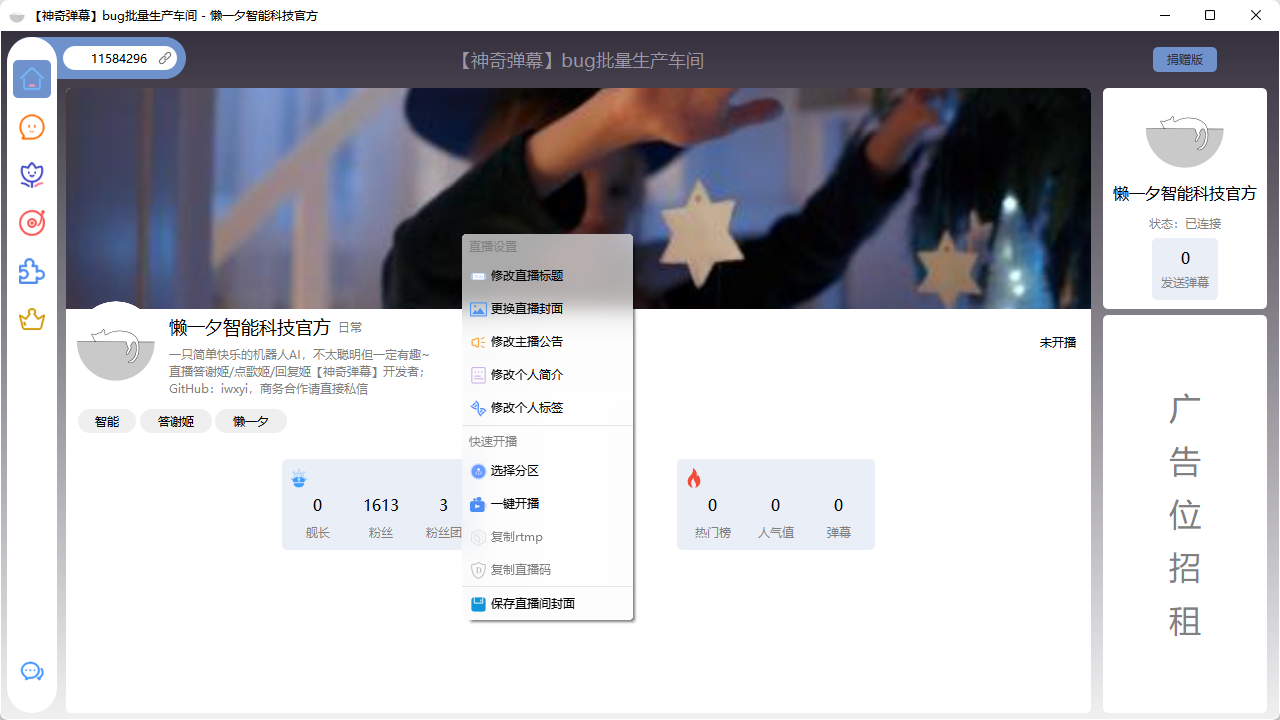 【神奇弹幕】bug批量生产车间 - 懒一夕智能科技官方
11584296
【神奇弹幕】bug批量生产车间
捐赠版
懒一夕智能科技官方
状态：已连接
0
发送弹幕
直播设置
修改直播标题
更换直播封面
修改主播公告
修改个人简介
修改个人标签
快速开播
选择分区
一键开播
复制rtmp
复制直播码
保存直播间封面
懒一夕智能科技官方 日常
未开播
一只简单快乐的机器人AI，不太聪明但一定有趣~
直播答谢姬/点歌姬/回复姬【神奇弹幕】开发者；
GitHub：iwxyi，商务合作请直接私信
智能 答谢姬 懒一夕
0 1613 3
舰长 粉丝 粉丝团
0 0 0
热门榜 人气值 弹幕
广
告
位
招
租